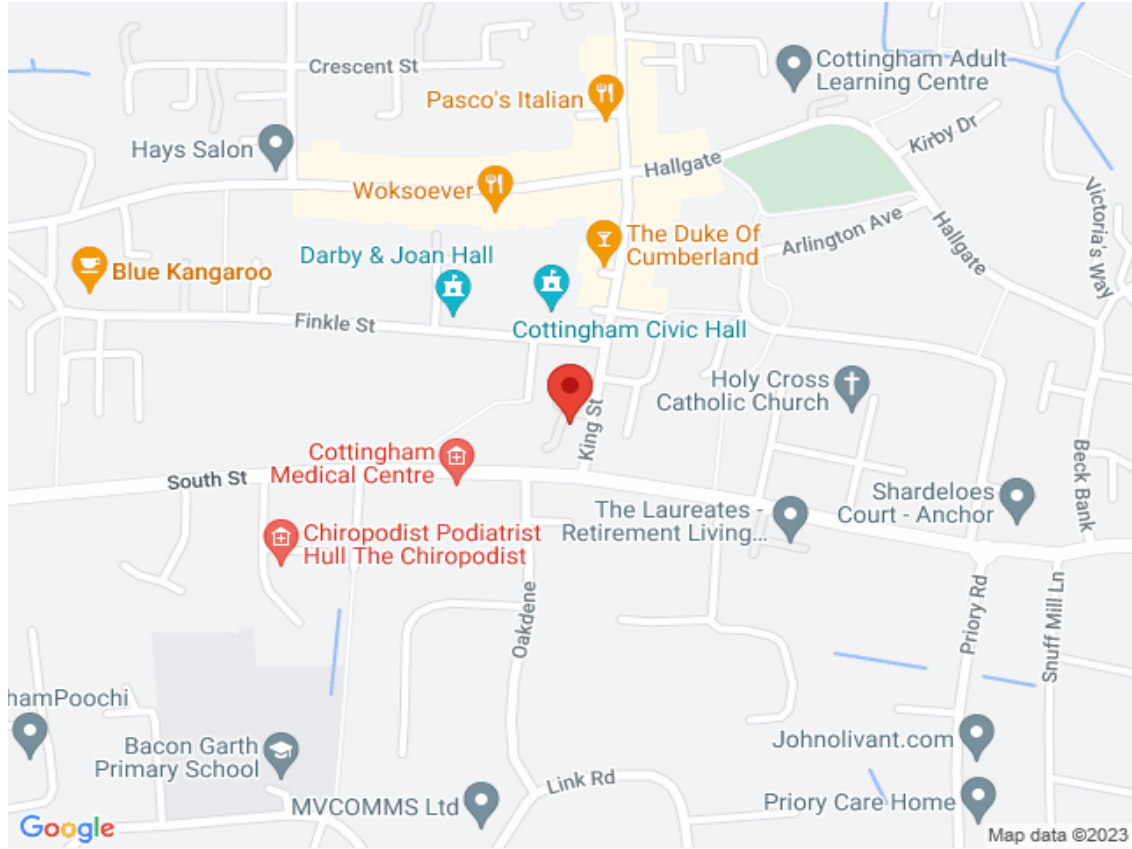 Crescent St
Cottingham Adult
Learning Centre
Pasco's Italian
Kirby Dr
Hays Salon
Hallgate
Woksoever
Victoria's Way
Arlington Ave
Hallgate
The Duke Of
Cumberland
Darby & Joan Hall
Blue Kangaroo
Finkle St
Cottingham Civic Hall
Holy Cross
Catholic Church
King St
Cottingham
Medical Centre
Beck Bank
South St
Shardeloes
Court - Anchor
The Laureates -
Retirement Living...
Chiropodist Podiatrist
Hull The Chiropodist
Oakdene
Priory Rd
Snuff Mill Ln
hamPoochi
Bacon Garth
Primary School
Johnolivant.com
Link Rd
MVCOMMS Ltd
Priory Care Home
Google
Map data ©2023